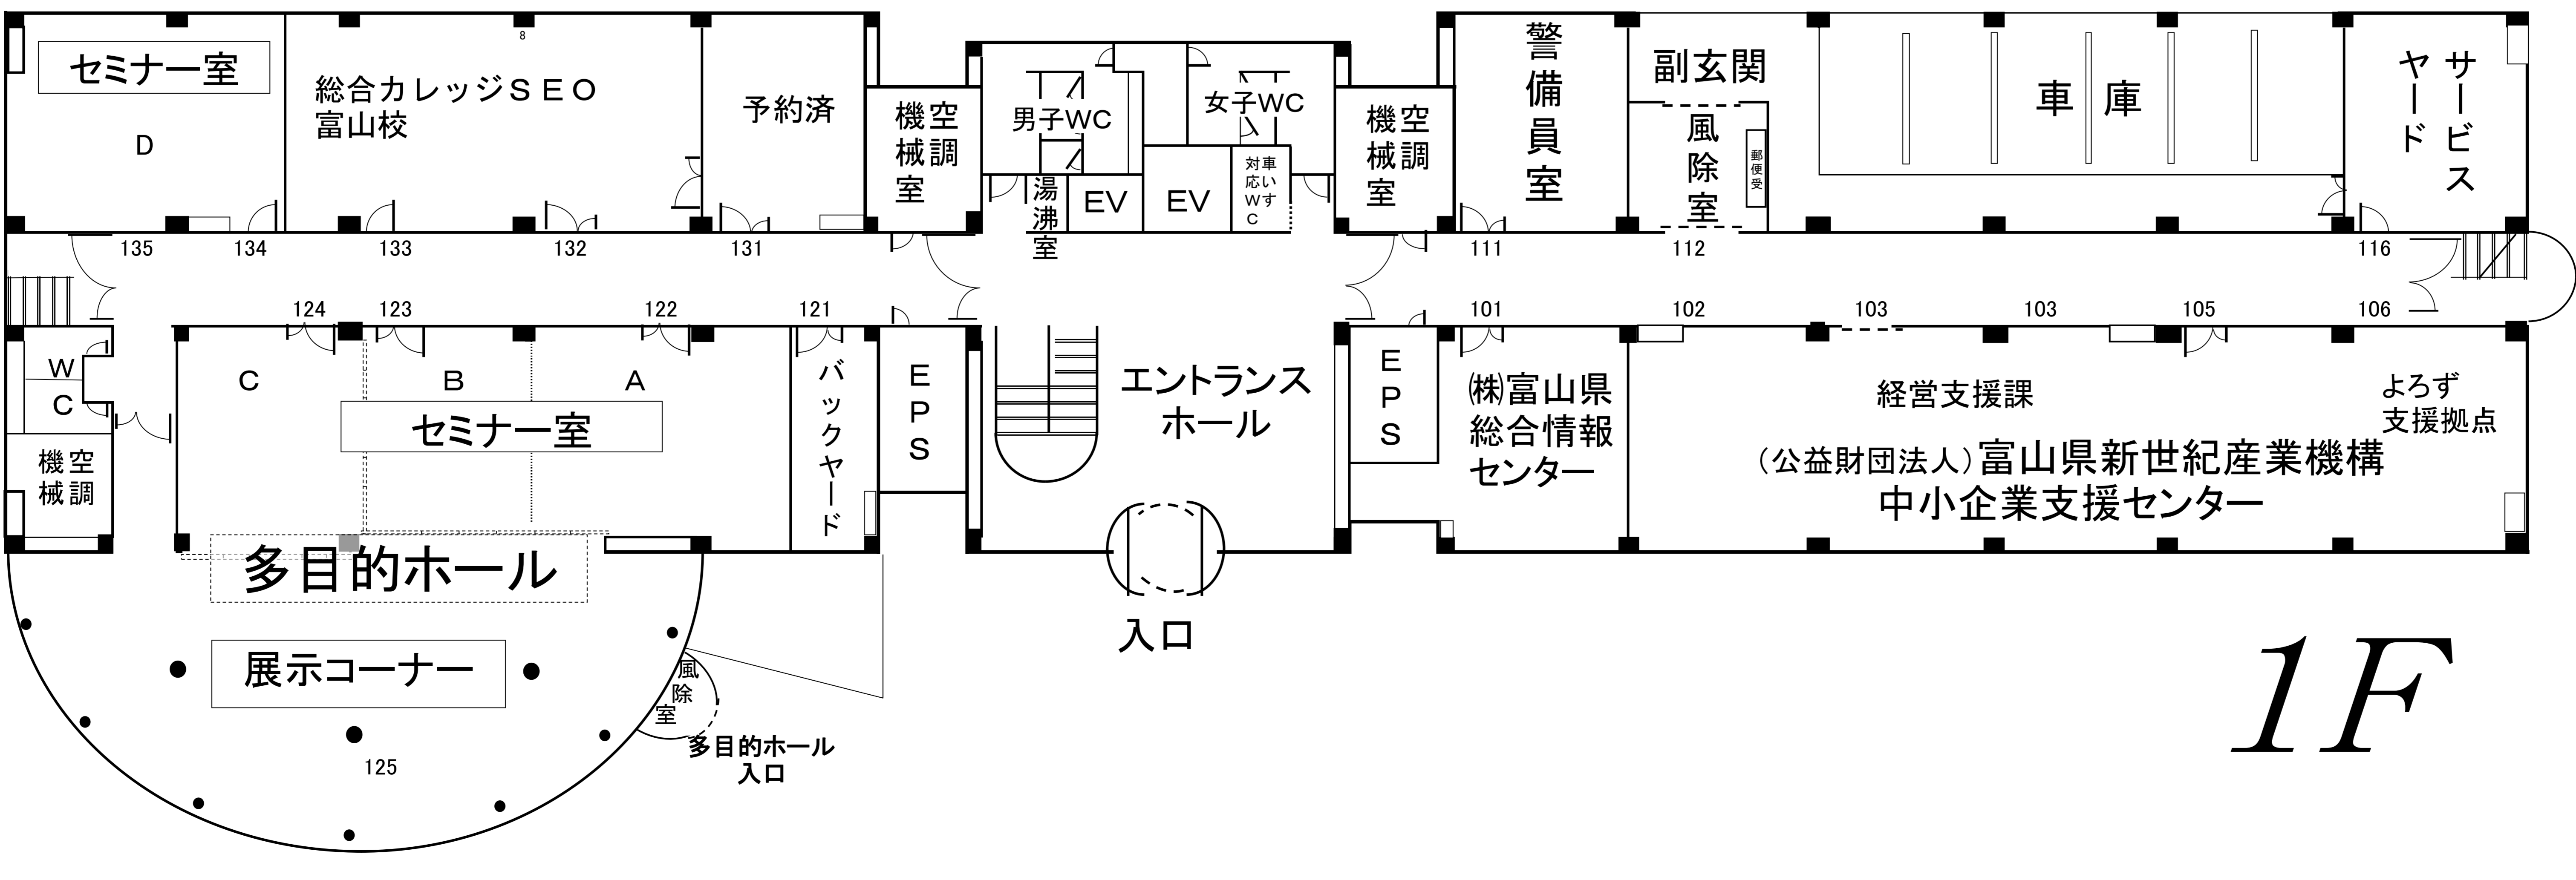 セミナー室
D
8
総合カレッジＳＥＯ
富山校
予約済
空調
機械室
男子WC
女子WC
湯沸室
EV
EV
車いす
対応WC
空調
機械室
警備員室
副玄関
風除室
郵便受
車庫
サービス
ヤード
135
134
133
132
131
111
112
116
124
123
122
121
101
102
103
103
105
106
WC
空調
機械
C
B
A
セミナー室
バックヤード
EPS
エントランス
ホール
EPS
㈱富山県
総合情報
センター
経営支援課
よろず
支援拠点
（公益財団法人）富山県新世紀産業機構
中小企業支援センター
多目的ホール
展示コーナー
125
風除室
多目的ホール
入口
入口
1F